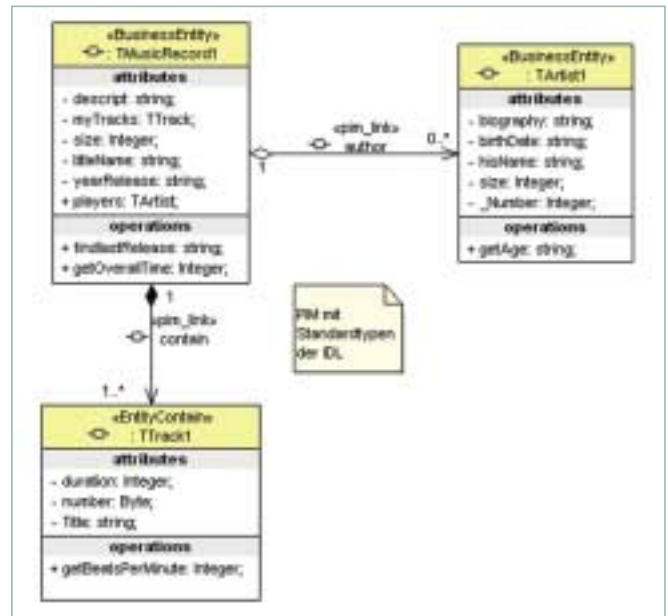 «BusinessEntity»
: TMusicRecord1
attributes
- descript: string;
- myTracks: TTrack;
- size: Integer;
- titleName: string;
- yearRelease: string;
+ players: TArtist;
operations
+ findlastRelease: string;
+ getOverallTime: Integer;
«pim_link»
author
1
0..*
«BusinessEntity»
: TArtist1
attributes
- biography: string;
- birthDate: string;
- hisName: string;
- size: Integer;
- _Number: Integer;
operations
+ getAge: string;
1
«pim_link»
contain
1..*
PIM mit
Standardtypen
der IDL
«EntityContain»
: TTrack1
attributes
- duration: Integer;
- number: Byte;
- Title: string;
operations
+ getBeatsPerMinute: Integer;